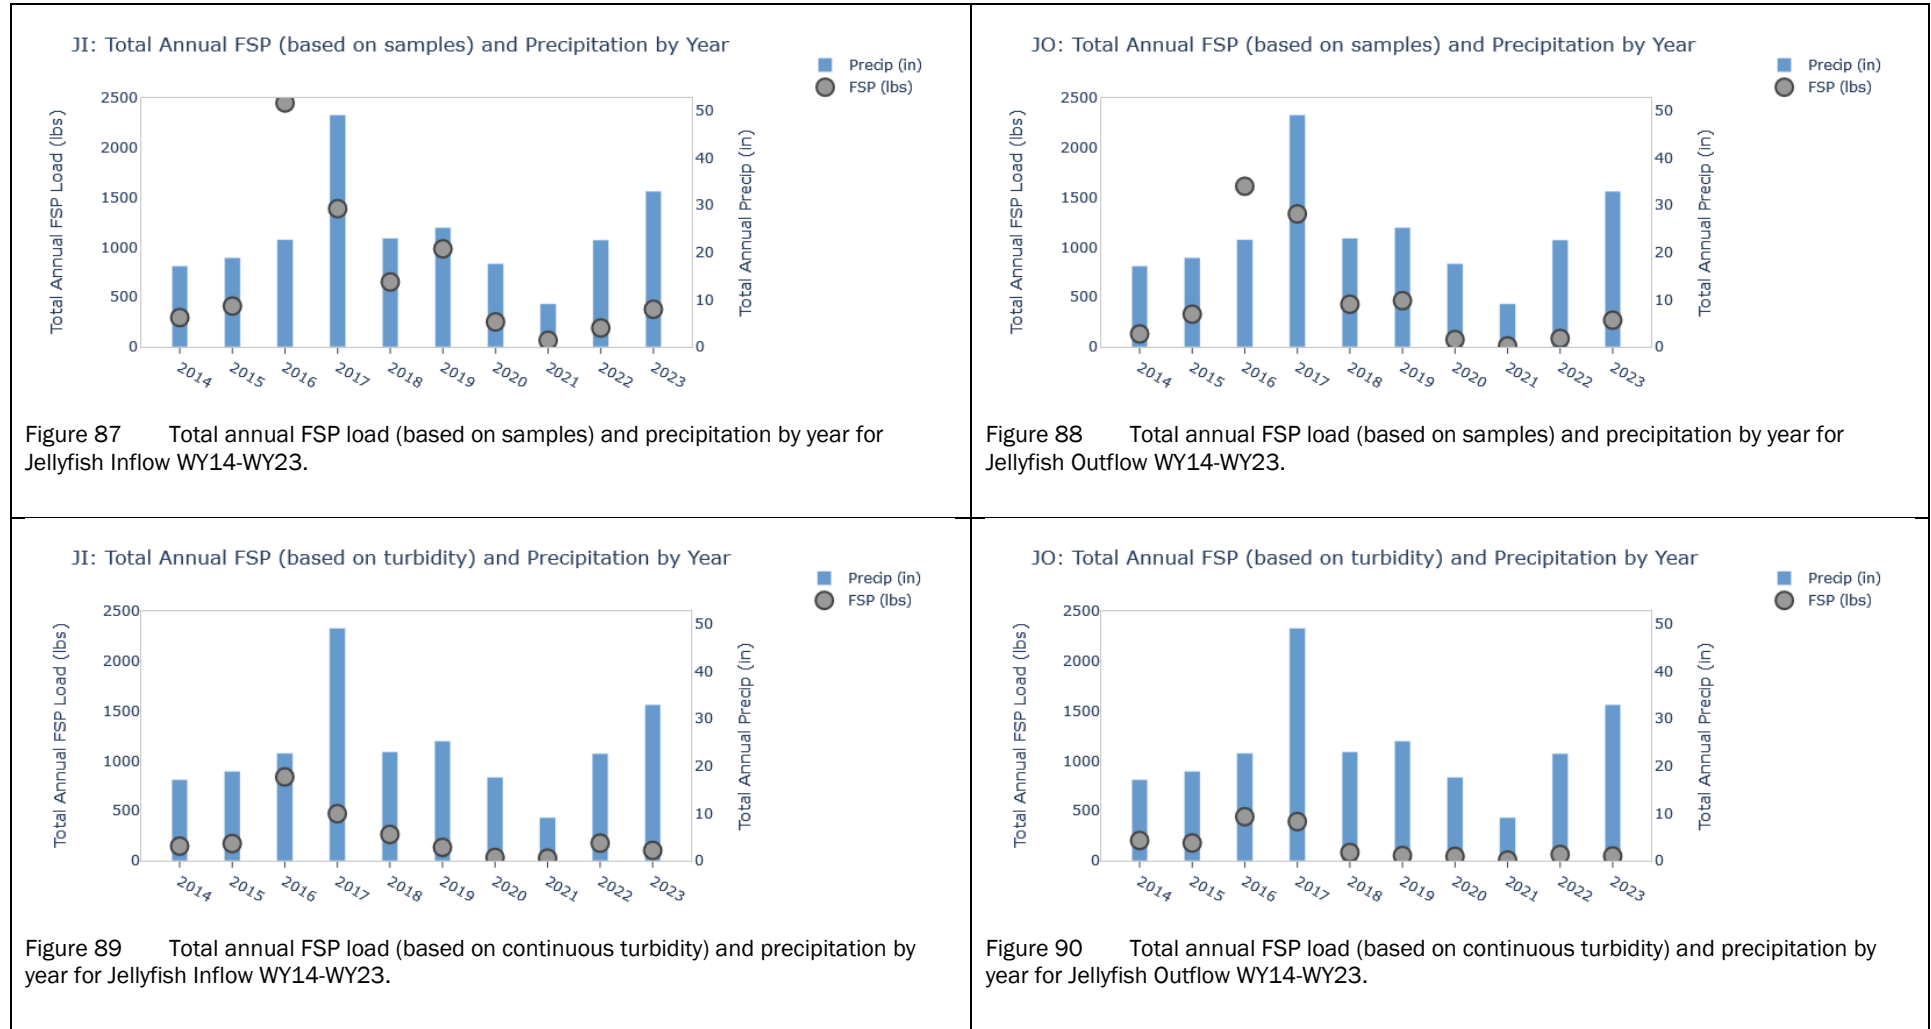 JI: Total Annual FSP (based on samples) and Precipitation by Year
Precip (in)
FSP (lbs)
Total Annual FSP Load (lbs)
2500
2000
1500
1000
500
0
Total Annual Precip (in)
50
40
30
20
10
0
2014 2015 2016 2017 2018 2019 2020 2021 2022 2023
Figure 87 Total annual FSP load (based on samples) and precipitation by year for
Jellyfish Inflow WY14-WY23.
JO: Total Annual FSP (based on samples) and Precipitation by Year
Precip (in)
FSP (lbs)
Total Annual FSP Load (lbs)
2500
2000
1500
1000
500
0
Total Annual Precip (in)
50
40
30
20
10
0
2014 2015 2016 2017 2018 2019 2020 2021 2022 2023
Figure 88 Total annual FSP load (based on samples) and precipitation by year for
Jellyfish Outflow WY14-WY23.
JI: Total Annual FSP (based on turbidity) and Precipitation by Year
Precip (in)
FSP (lbs)
Total Annual FSP Load (lbs)
2500
2000
1500
1000
500
0
Total Annual Precip (in)
50
40
30
20
10
0
2014 2015 2016 2017 2018 2019 2020 2021 2022 2023
Figure 89 Total annual FSP load (based on continuous turbidity) and precipitation by
year for Jellyfish Inflow WY14-WY23.
JO: Total Annual FSP (based on turbidity) and Precipitation by Year
Precip (in)
FSP (lbs)
Total Annual FSP Load (lbs)
2500
2000
1500
1000
500
0
Total Annual Precip (in)
50
40
30
20
10
0
2014 2015 2016 2017 2018 2019 2020 2021 2022 2023
Figure 90 Total annual FSP load (based on continuous turbidity) and precipitation by
year for Jellyfish Outflow WY14-WY23.